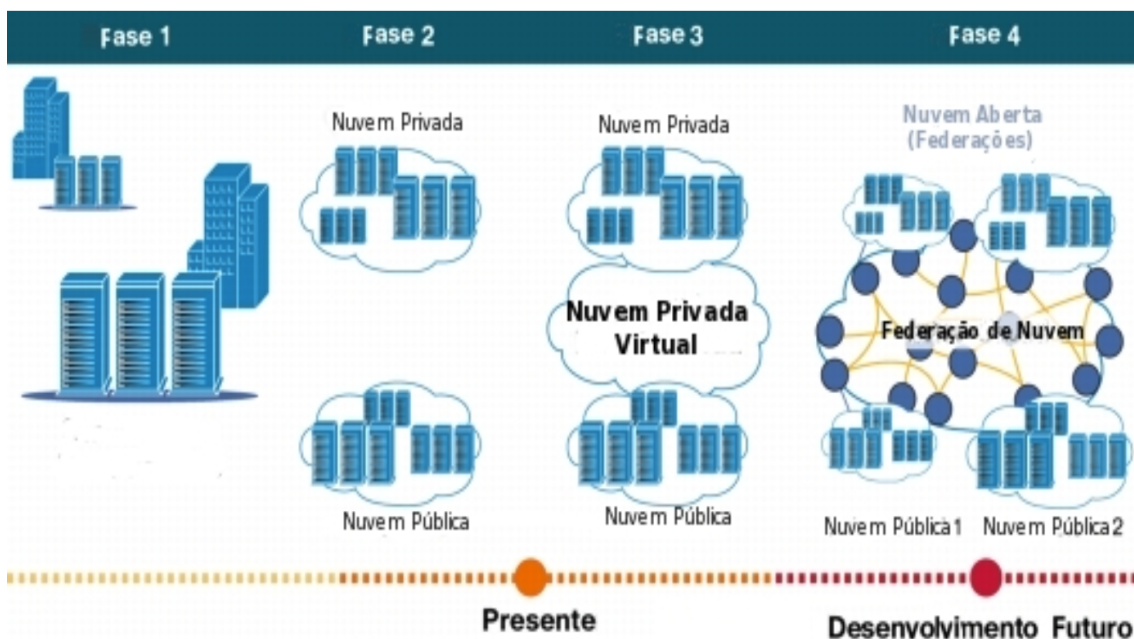 Fase 1
Fase 2
Fase 3
Fase 4
Nuvem Privada
Nuvem Privada
Nuvem Aberta
(Federações)
Nuvem Privada
Virtual
Federação de Nuvem
Nuvem Pública
Nuvem Pública
Nuvem Pública 1
Nuvem Pública 2
Presente
Desenvolvimento Futuro